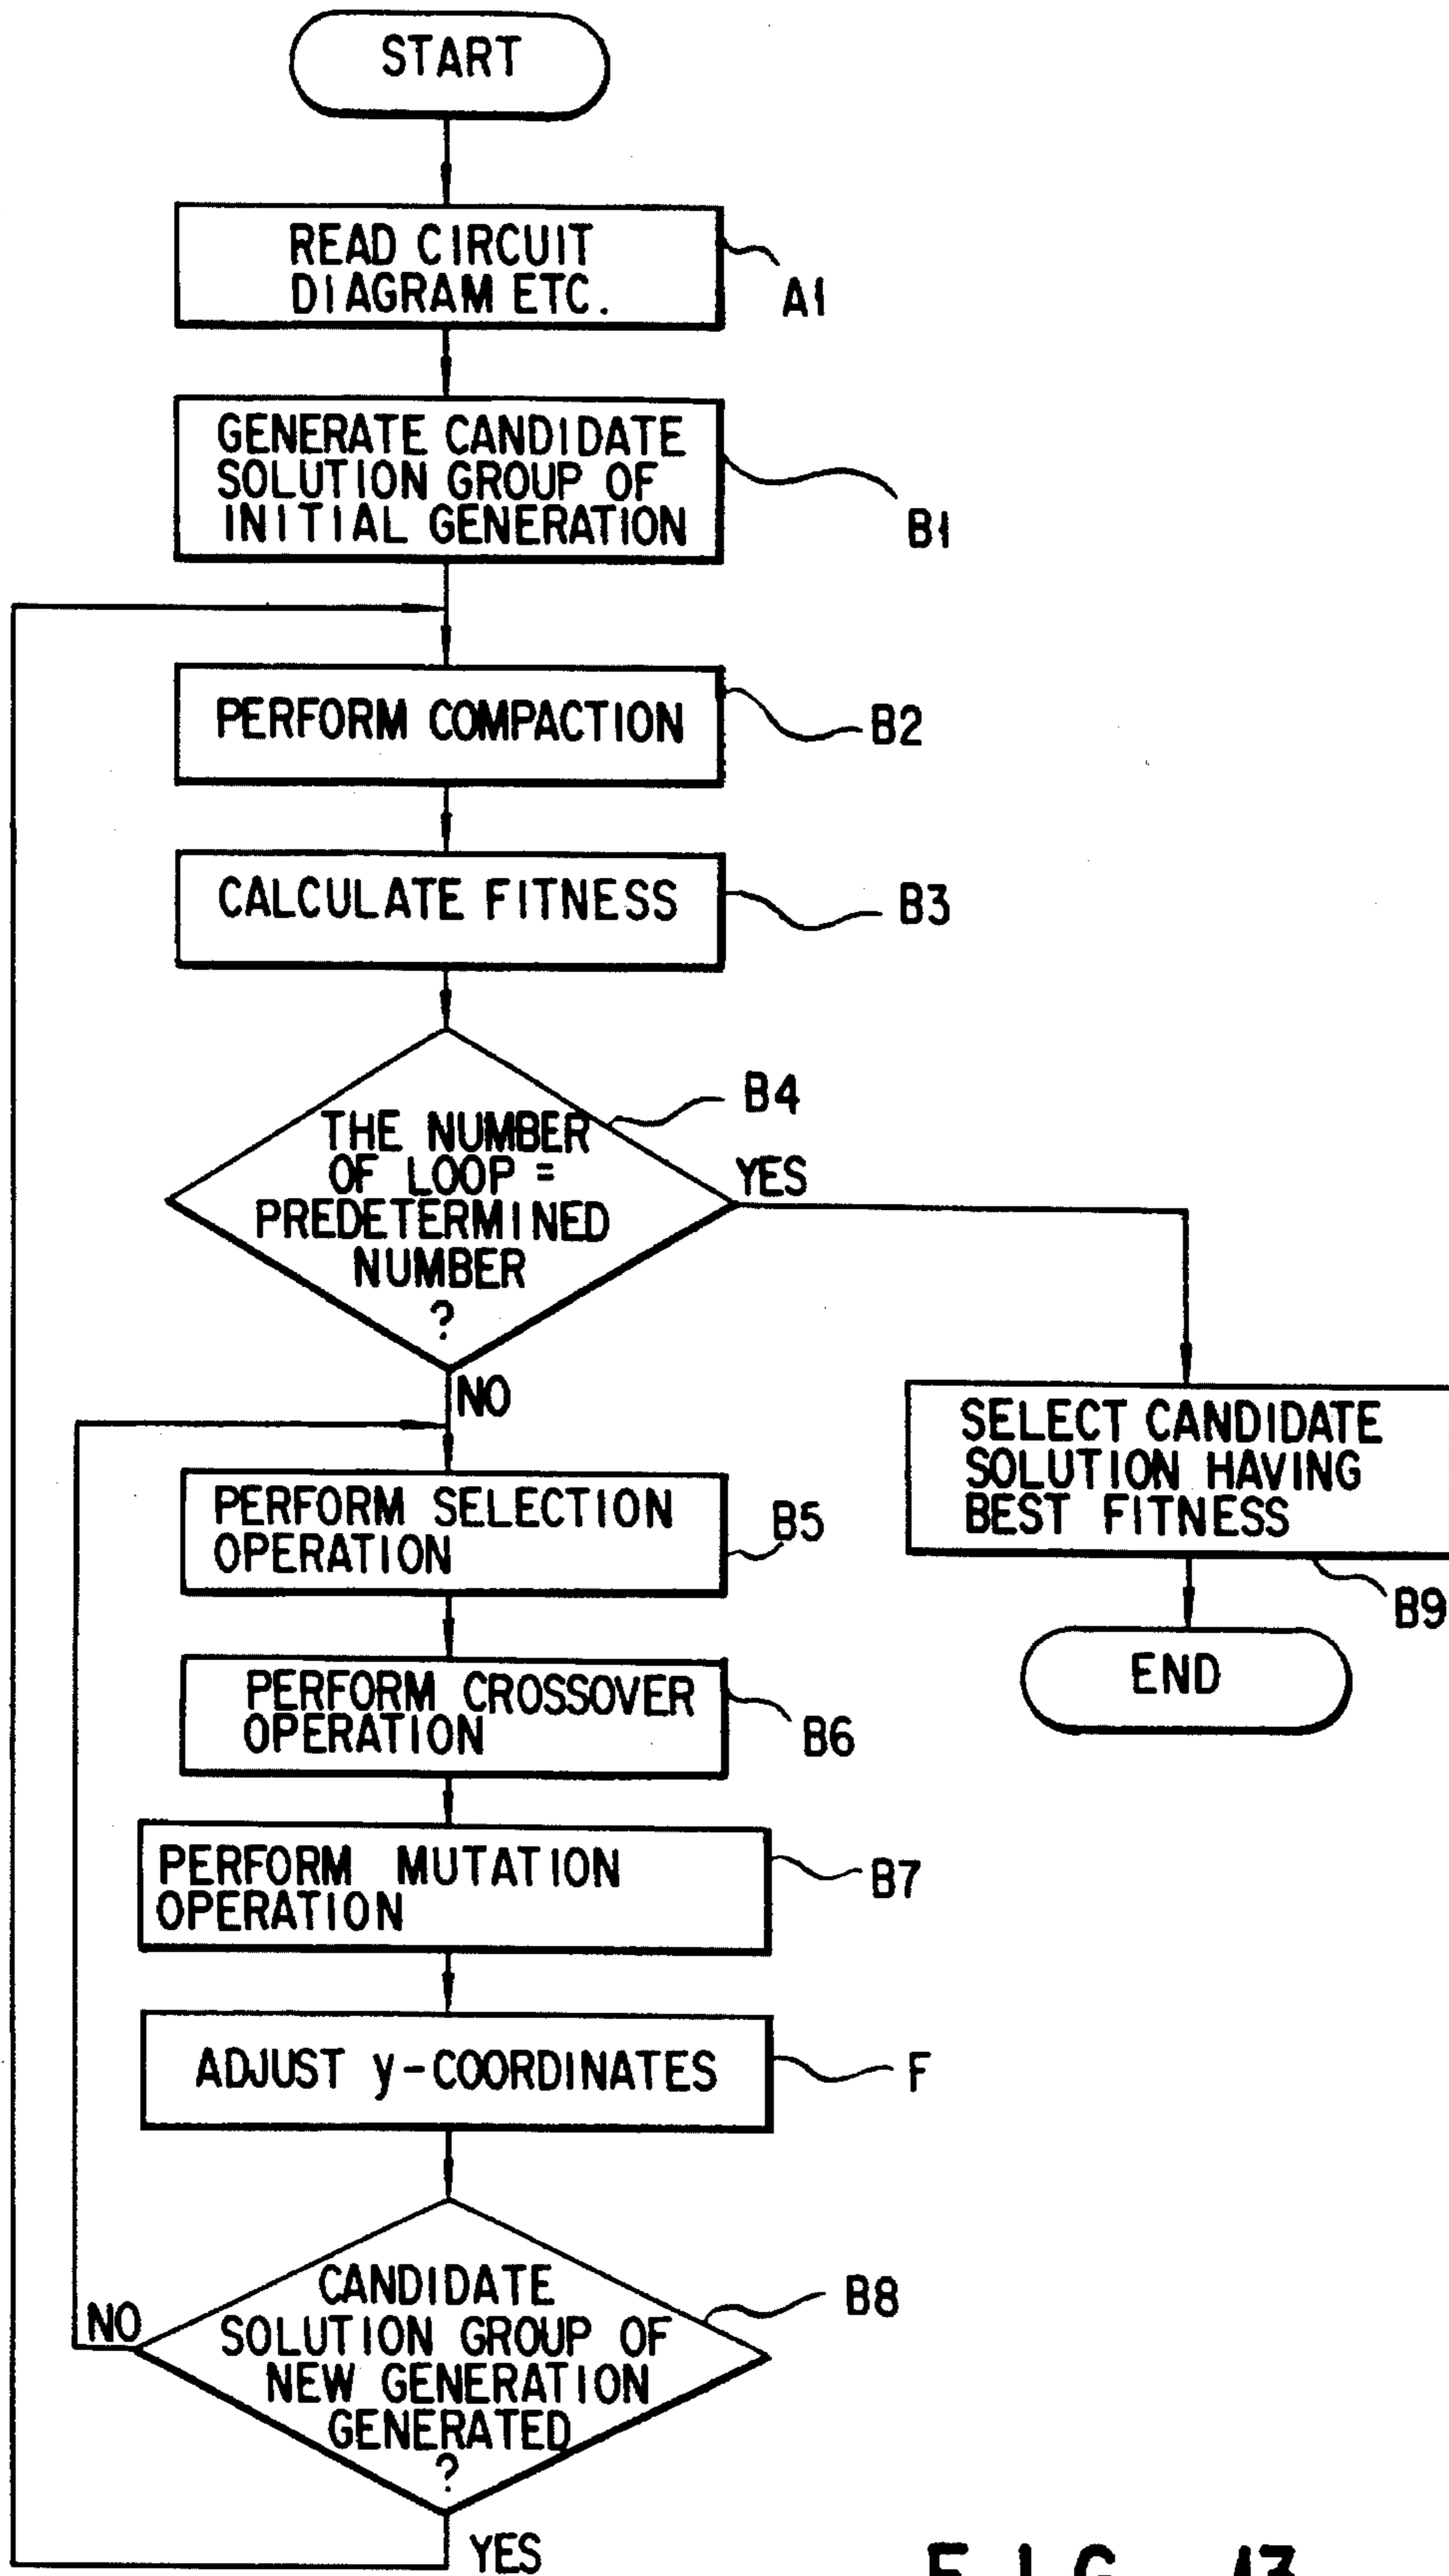 START
READ CIRCUIT
DIAGRAM ETC.
A1
GENERATE CANDIDATE
SOLUTION GROUP OF
INITIAL GENERATION
B1
PERFORM COMPACTION
B2
CALCULATE FITNESS
B3
B4
THE NUMBER
OF LOOP =
PREDETERMINED
NUMBER
?
YES
NO
SELECT CANDIDATE
SOLUTION HAVING
BEST FITNESS
B9
END
PERFORM SELECTION
OPERATION
B5
PERFORM CROSSOVER
OPERATION
B6
PERFORM MUTATION
OPERATION
B7
ADJUST y-COORDINATES
F
CANDIDATE
SOLUTION GROUP OF
NEW GENERATION
GENERATED
?
B8
NO
YES
FIG. 13